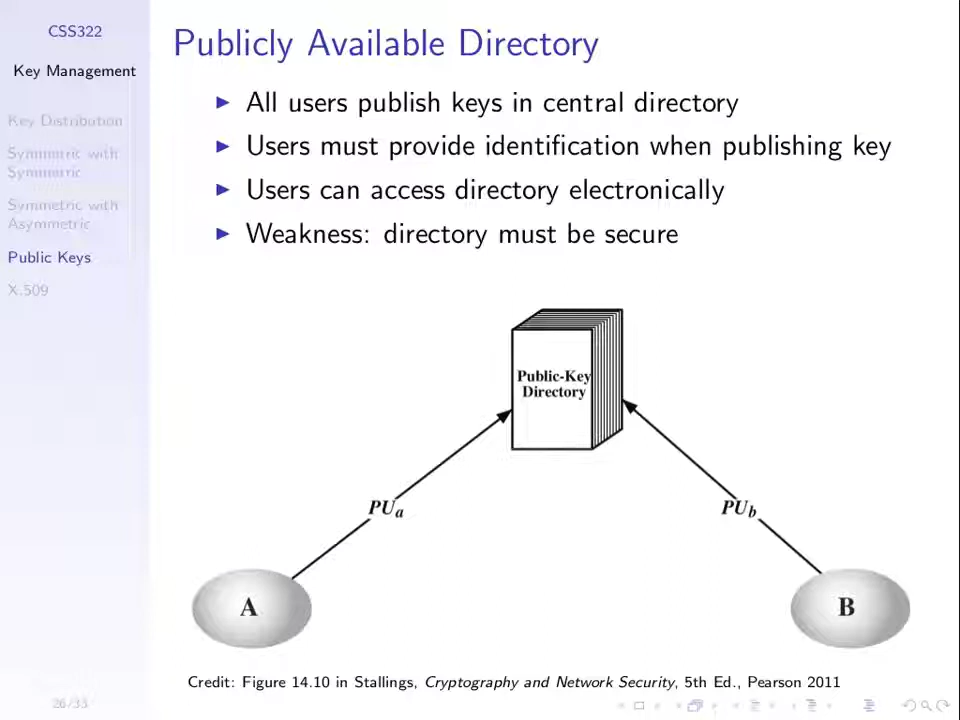 CSS322
Key Management
Key Distribution
Symmetric with
Symmetric
Symmetric with
Asymmetric
Public Keys
X.509
26/33
Publicly Available Directory
All users publish keys in central directory
Users must provide identification when publishing key
Users can access directory electronically
Weakness: directory must be secure
Public-Key
Directory
PUa
PUb
A
B
Credit: Figure 14.10 in Stallings, Cryptography and Network Security, 5th Ed., Pearson 2011